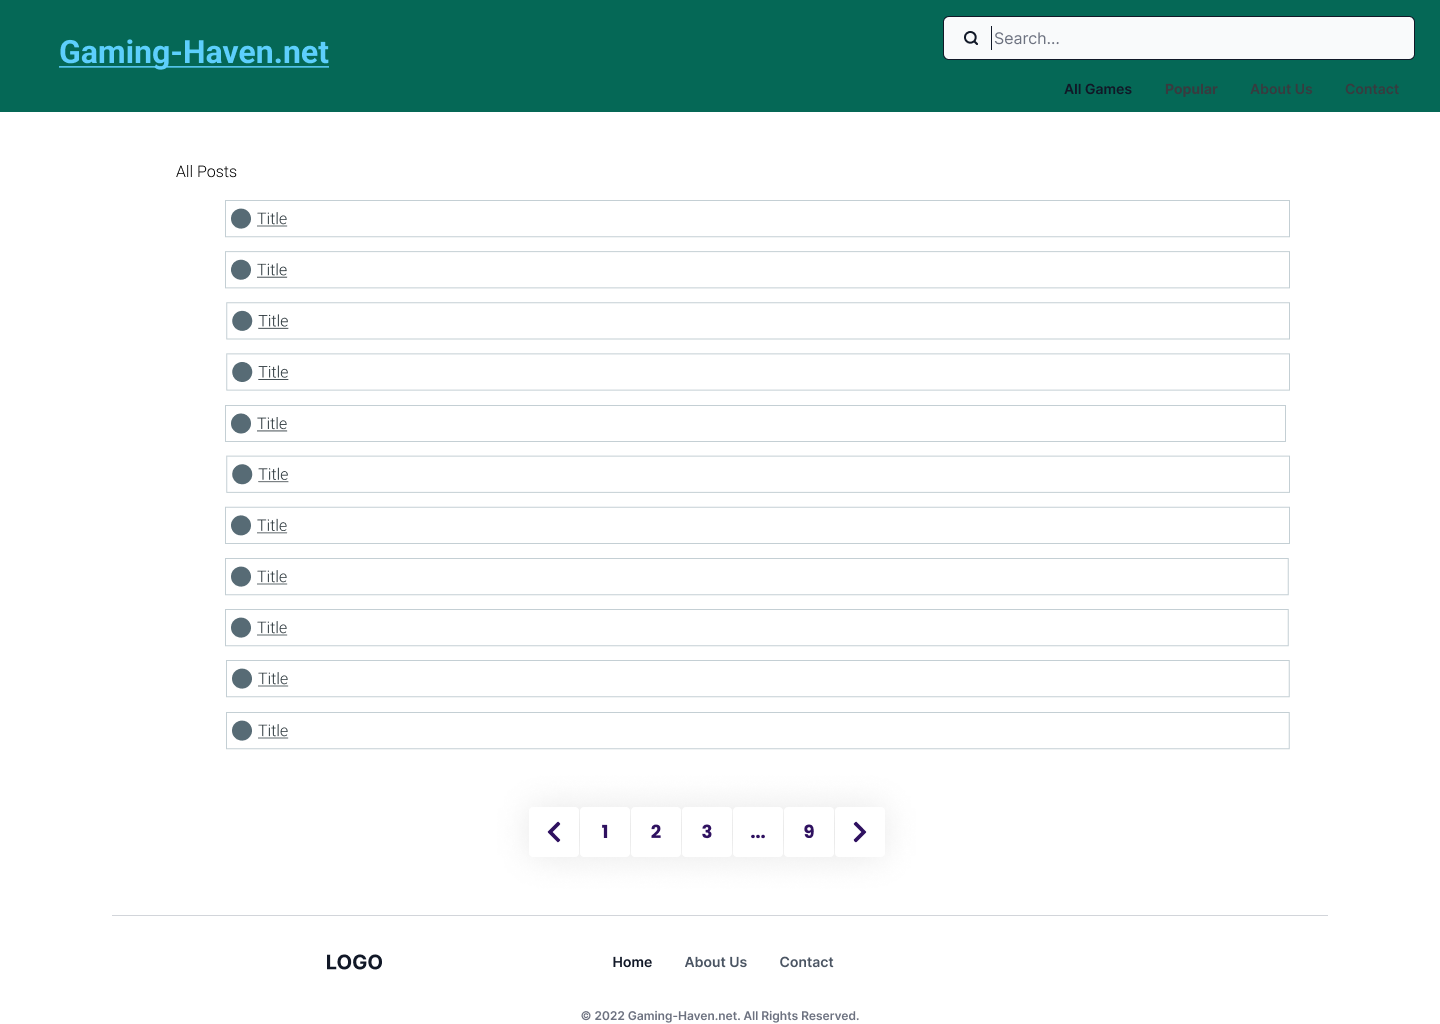 Gaming-Haven.net
Search...
All Games Popular About Us Contact
All Posts
Title
Title
Title
Title
Title
Title
Title
Title
Title
Title
Title
1 2 3 ... 9
LOGO Home About Us Contact
© 2022 Gaming-Haven.net. All Rights Reserved.